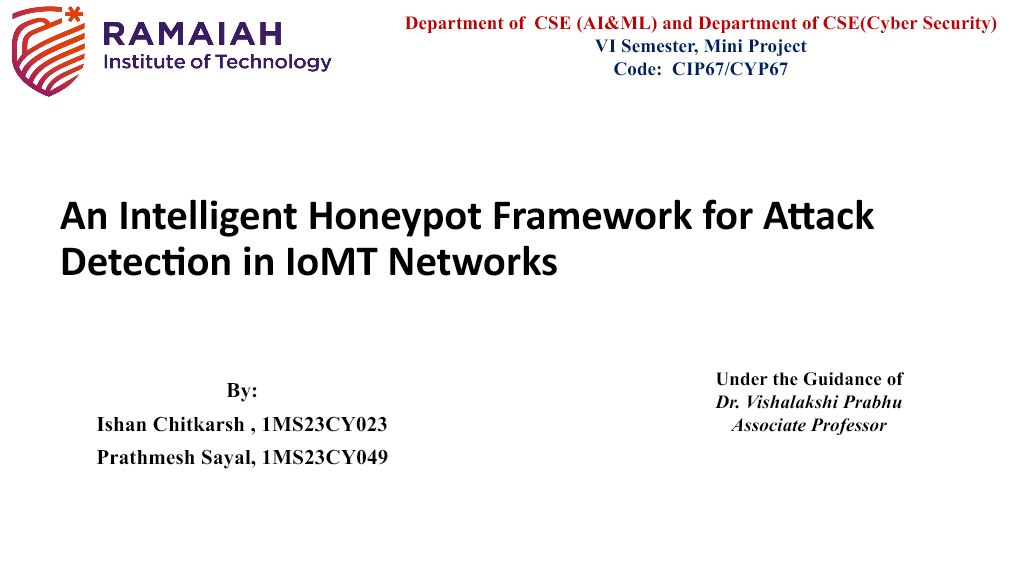 RAMAIAH
Institute of Technology
Department of  CSE (AI&ML) and Department of CSE(Cyber Security)
VI Semester, Mini Project
Code:  CIP67/CYP67
An Intelligent Honeypot Framework for Attack
Detection in IoMT Networks
By:
Ishan Chitkarsh , 1MS23CY023
Prathmesh Sayal, 1MS23CY049
Under the Guidance of
Dr. Vishalakshi Prabhu
Associate Professor